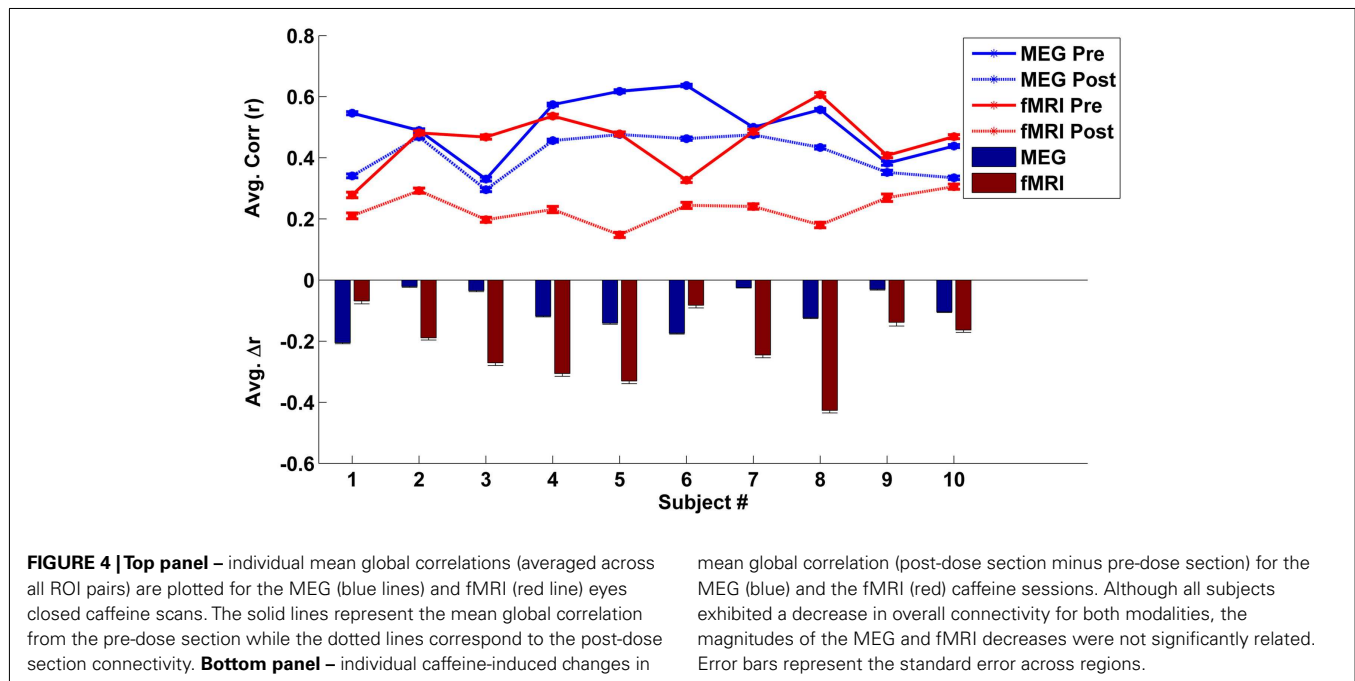 0.8
0.6
0.4
0.2
0
-0.2
-0.4
-0.6
Avg. Corr (r)
Avg. Δr
MEG Pre
MEG Post
fMRI Pre
fMRI Post
MEG
fMRI
1 2 3 4 5 6 7 8 9 10
Subject #
FIGURE 4 | Top panel – individual mean global correlations (averaged
across all ROI pairs) are plotted for the MEG (blue lines) and fMRI (red line) eyes
closed caffeine scans. The solid lines represent the mean global correlation
from the pre-dose section while the dotted lines correspond to the post-dose
section connectivity. Bottom panel – individual caffeine-induced changes in
mean global correlation (post-dose section minus pre-dose section) for the
MEG (blue) and the fMRI (red) caffeine sessions. Although all subjects
exhibited a decrease in overall connectivity for both modalities, the
magnitudes of the MEG and fMRI decreases were not significantly related.
Error bars represent the standard error across regions.